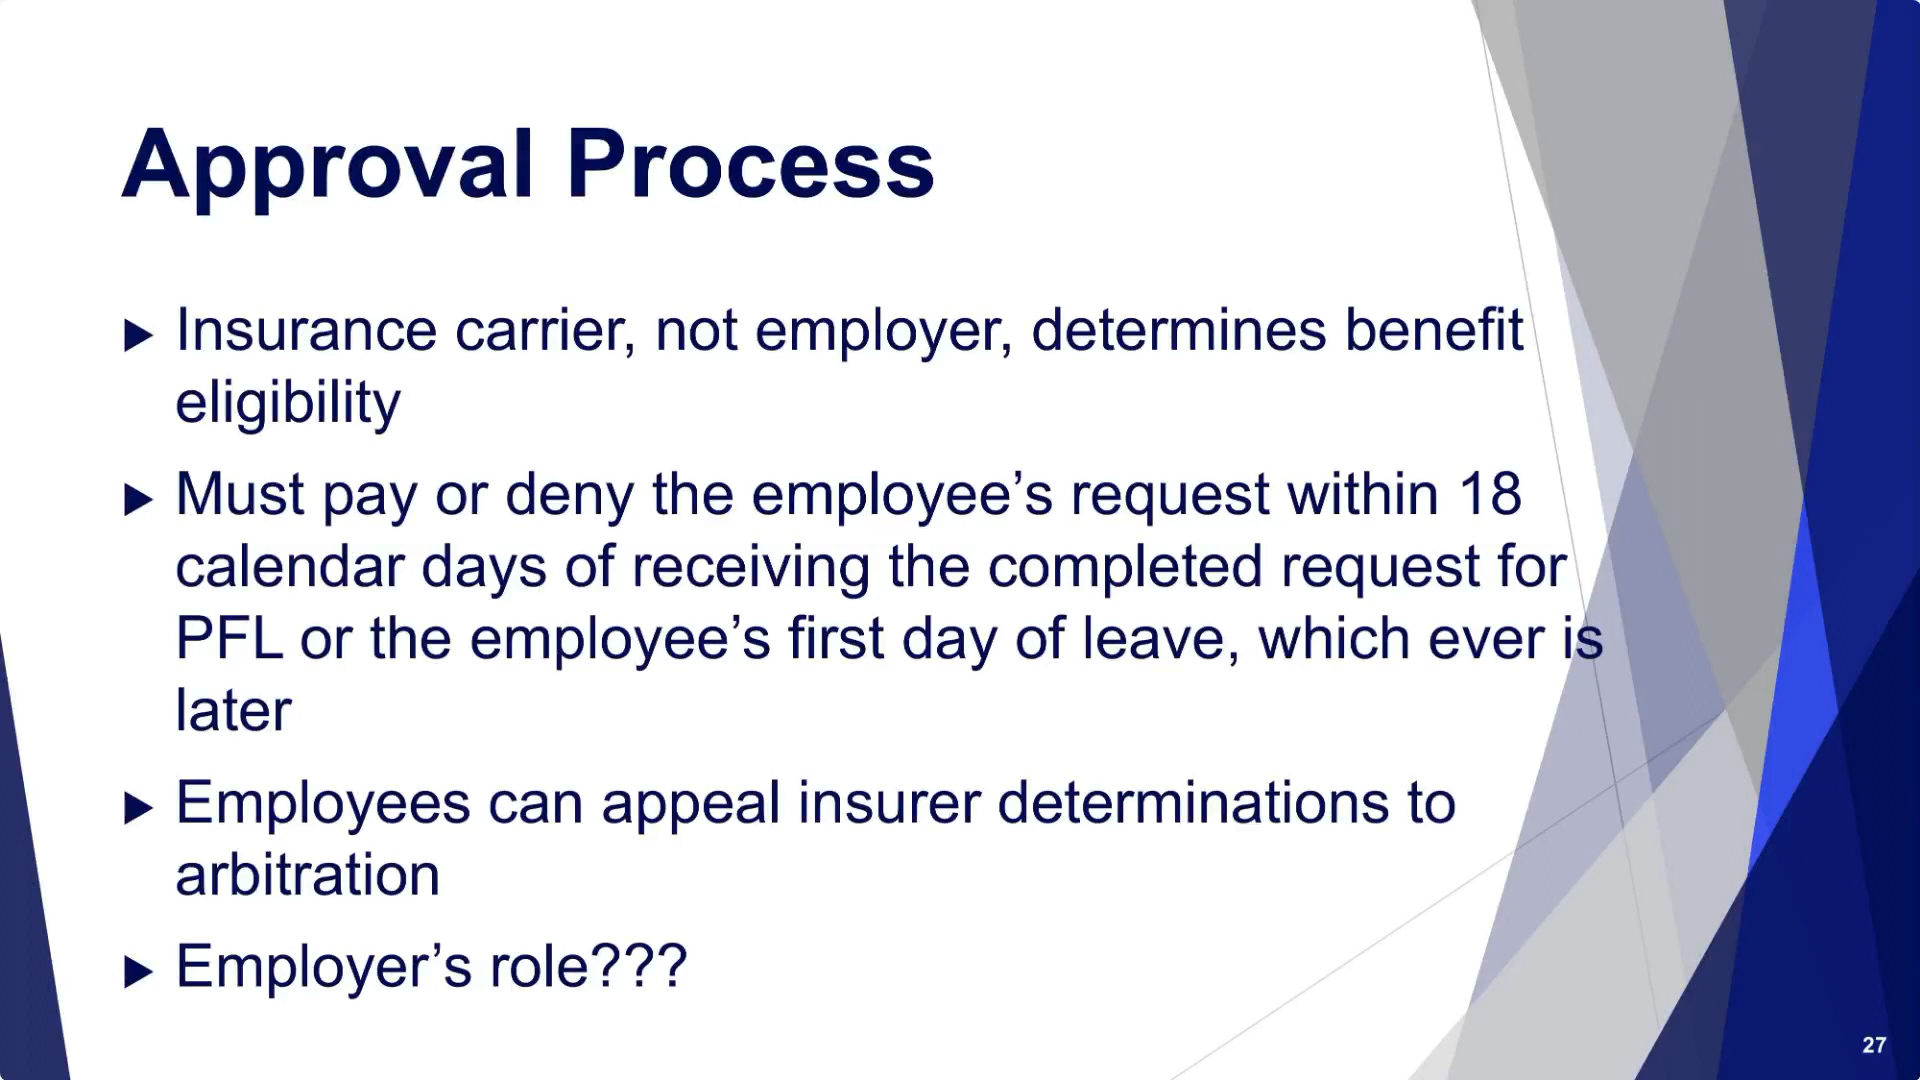 Approval Process
Insurance carrier, not employer, determines benefit
eligibility
Must pay or deny the employee’s request within 18
calendar days of receiving the completed request for
PFL or the employee’s first day of leave, which ever is
later
Employees can appeal insurer determinations to
arbitration
Employer’s role???
27